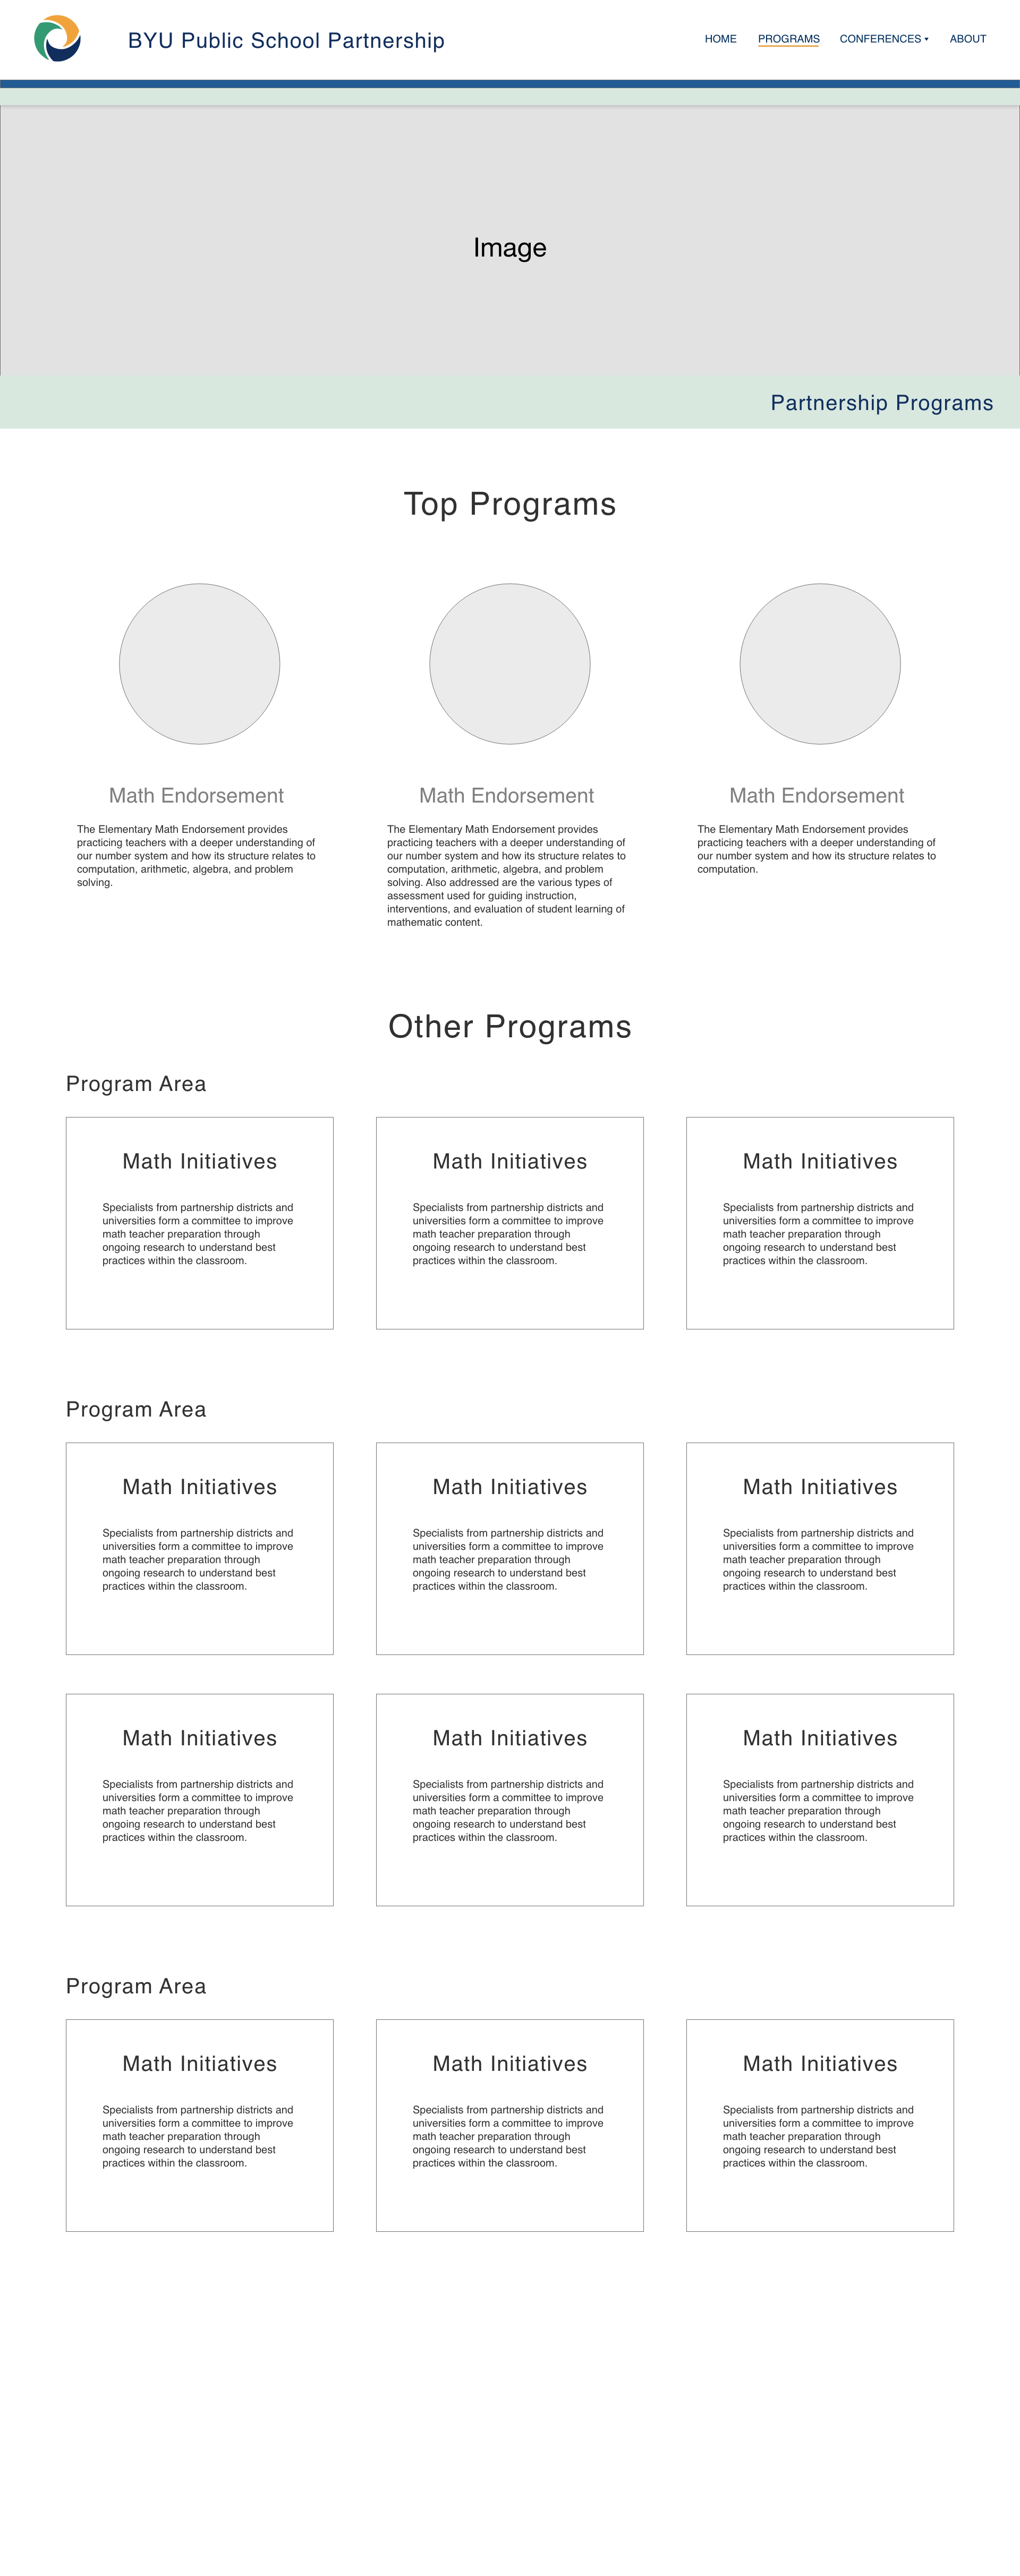 BYU Public School Partnership
HOME PROGRAMS CONFERENCES ▾ ABOUT
Image
Partnership Programs
Top Programs
Math Endorsement
The Elementary Math Endorsement provides
practicing teachers with a deeper understanding of
our number system and how its structure relates to
computation, arithmetic, algebra, and problem
solving.
Math Endorsement
The Elementary Math Endorsement provides
practicing teachers with a deeper understanding of
our number system and how its structure relates to
computation, arithmetic, algebra, and problem
solving. Also addressed are the various types of
assessment used for guiding instruction,
interventions, and evaluation of student learning of
mathematic content.
Math Endorsement
The Elementary Math Endorsement provides
practicing teachers with a deeper understanding of
our number system and how its structure relates to
computation.
Other Programs
Program Area
Math Initiatives
Specialists from partnership districts and
universities form a committee to improve
math teacher preparation through
ongoing research to understand best
practices within the classroom.
Math Initiatives
Specialists from partnership districts and
universities form a committee to improve
math teacher preparation through
ongoing research to understand best
practices within the classroom.
Math Initiatives
Specialists from partnership districts and
universities form a committee to improve
math teacher preparation through
ongoing research to understand best
practices within the classroom.
Program Area
Math Initiatives
Specialists from partnership districts and
universities form a committee to improve
math teacher preparation through
ongoing research to understand best
practices within the classroom.
Math Initiatives
Specialists from partnership districts and
universities form a committee to improve
math teacher preparation through
ongoing research to understand best
practices within the classroom.
Math Initiatives
Specialists from partnership districts and
universities form a committee to improve
math teacher preparation through
ongoing research to understand best
practices within the classroom.
Math Initiatives
Specialists from partnership districts and
universities form a committee to improve
math teacher preparation through
ongoing research to understand best
practices within the classroom.
Math Initiatives
Specialists from partnership districts and
universities form a committee to improve
math teacher preparation through
ongoing research to understand best
practices within the classroom.
Math Initiatives
Specialists from partnership districts and
universities form a committee to improve
math teacher preparation through
ongoing research to understand best
practices within the classroom.
Program Area
Math Initiatives
Specialists from partnership districts and
universities form a committee to improve
math teacher preparation through
ongoing research to understand best
practices within the classroom.
Math Initiatives
Specialists from partnership districts and
universities form a committee to improve
math teacher preparation through
ongoing research to understand best
practices within the classroom.
Math Initiatives
Specialists from partnership districts and
universities form a committee to improve
math teacher preparation through
ongoing research to understand best
practices within the classroom.